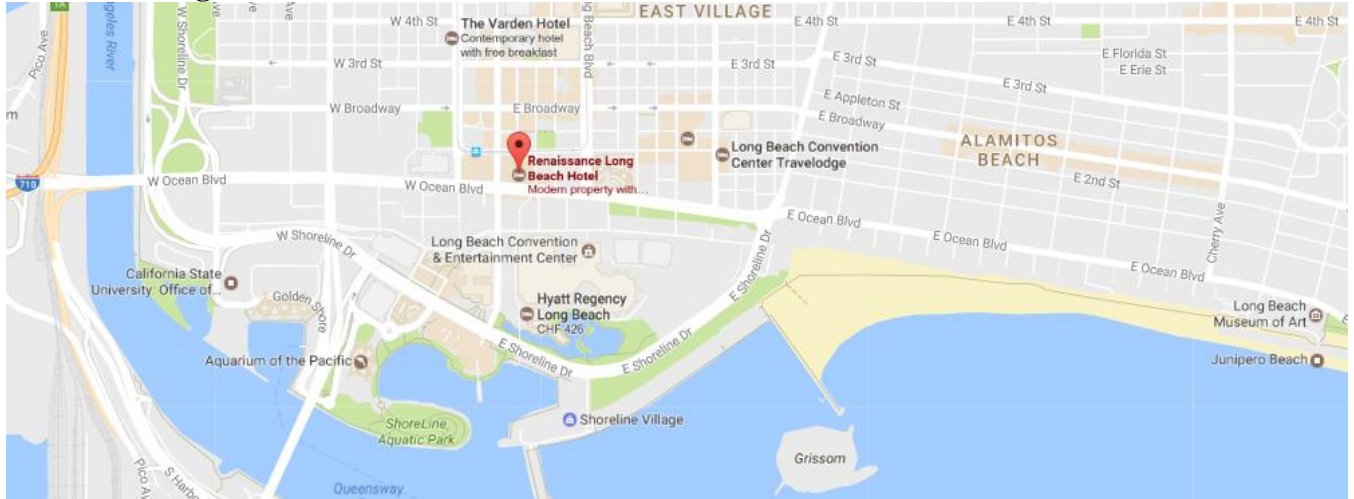 1A
W 4th St
The Varden Hotel
Contemporary hotel
with free breakfast
EAST VILLAGE
E 4th St
E 4th St
E 4th St
Pico Ave
Angeles River
W Shoreline Dr
W 3rd St
Long Beach Blvd
E 3rd St
E 3rd St
E 3rd St
E Florida St
E Erie St
W Broadway
E Broadway
E Appleton St
E Broadway
m
Renaissance Long
Beach Hotel
Modern property with...
Long Beach Convention
Center Travelodge
ALAMITOS
BEACH
E 2nd St
710
W Ocean Blvd
W Ocean Blvd
E Ocean Blvd
E Ocean Blvd
E Ocean Blvd
Cherry Ave
W Shoreline Dr
Long Beach Convention
& Entertainment Center
E Shoreline Dr
California State
University: Office of...
Golden Shore
Hyatt Regency
Long Beach
CHF 426
Long Beach
Museum of Art
Aquarium of the Pacific
E Shoreline Dr
E Shoreline Dr
Junipero Beach
ShoreLine
Aquatic Park
Shoreline Village
Grissom
Pico Av
S Harbo
Queensway